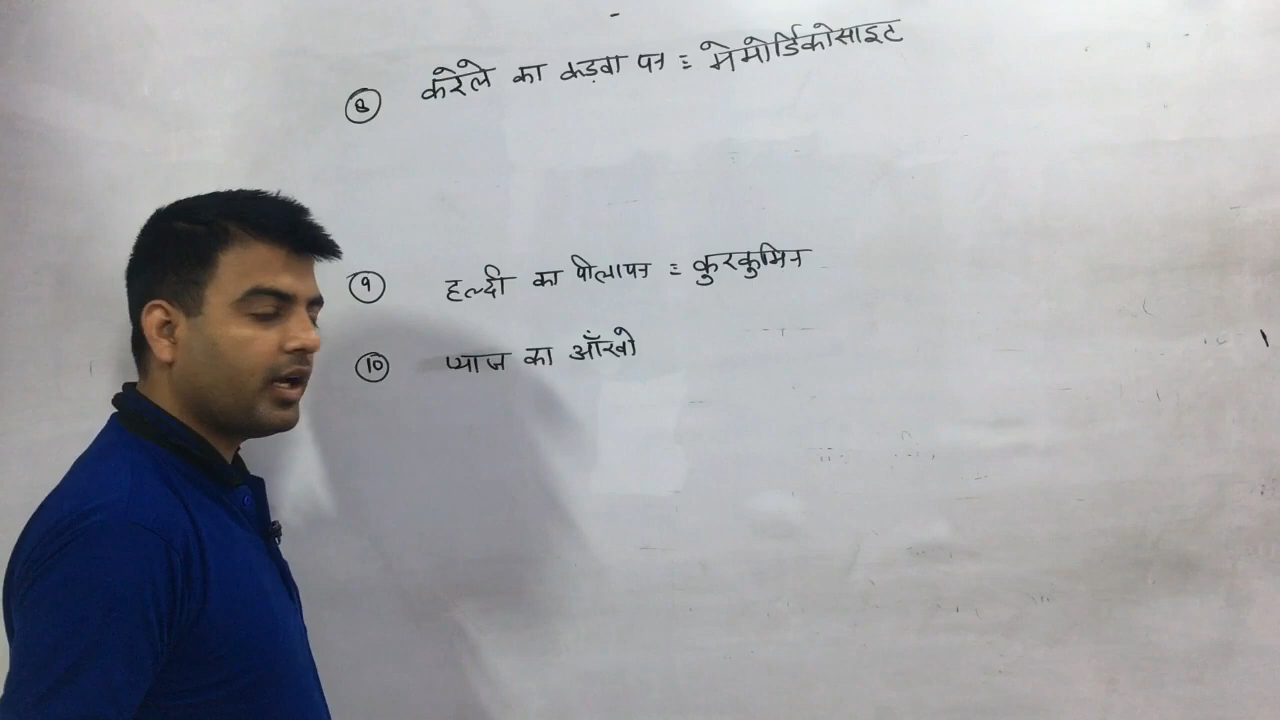 8 करेले का कड़वा पन = मेमोर्डिकोसाइट
9 हल्दी का पीलापन = कुरकुमिन
10 प्याज का आँखो